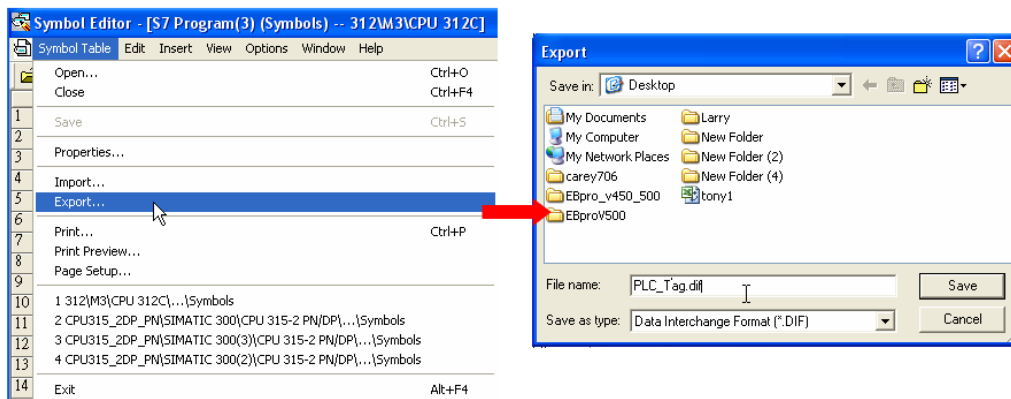 Symbol Editor - [S7 Program(3) (Symbols) -- 312\M3\CPU 312C]
Symbol Table Edit Insert View Options Window Help
Open... Ctrl+O
Close Ctrl+F4
Save Ctrl+S
Properties...
Import...
Export...
Print... Ctrl+P
Print Preview...
Page Setup...
1 312\M3\CPU 312C\...\Symbols
2 CPU315_2DP_PN\SIMATIC 300\CPU 315-2 PN/DP\...\Symbols
3 CPU315_2DP_PN\SIMATIC 300(3)\CPU 315-2 PN/DP\...\Symbols
4 CPU315_2DP_PN\SIMATIC 300(2)\CPU 315-2 PN/DP\...\Symbols
Exit Alt+F4
1
2
3
4
5
6
7
8
9
10
11
12
13
14
Export
Save in: Desktop
My Documents
My Computer
My Network Places
carey706
EBpro_v450_500
EBproV500
Larry
New Folder
New Folder (2)
New Folder (4)
tony1
File name: PLC_Tag.dif
Save
Save as type: Data Interchange Format (*.DIF)
Cancel